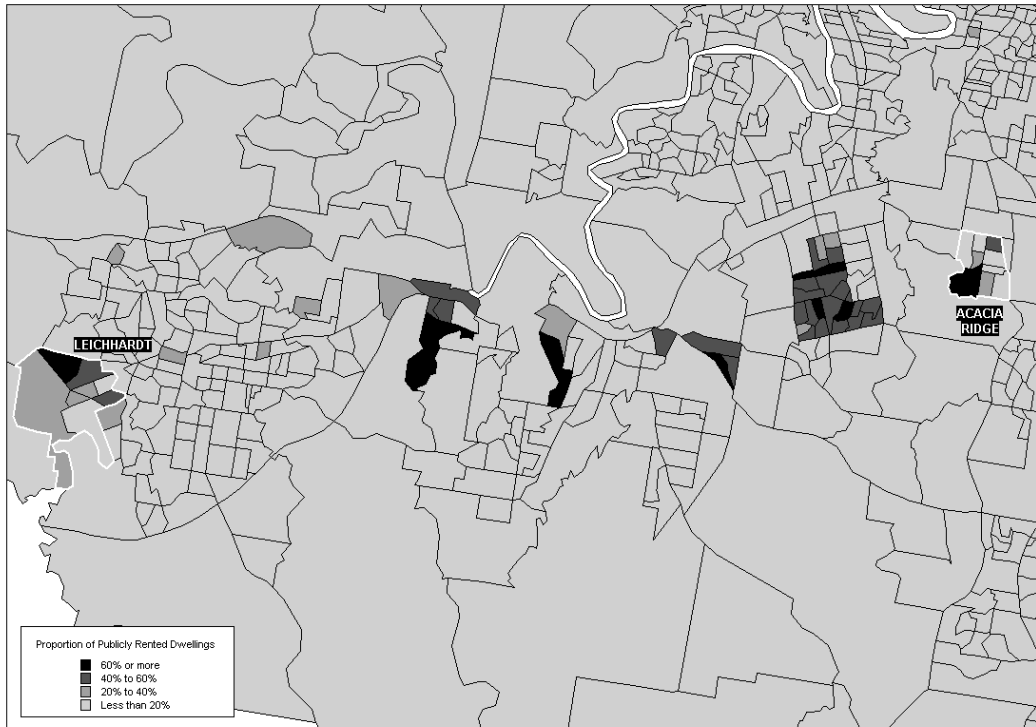 LEICHHARDT
ACACIA
RIDGE
Proportion of Publicly Rented Dwellings
60% or more
40% to 60%
20% to 40%
Less than 20%